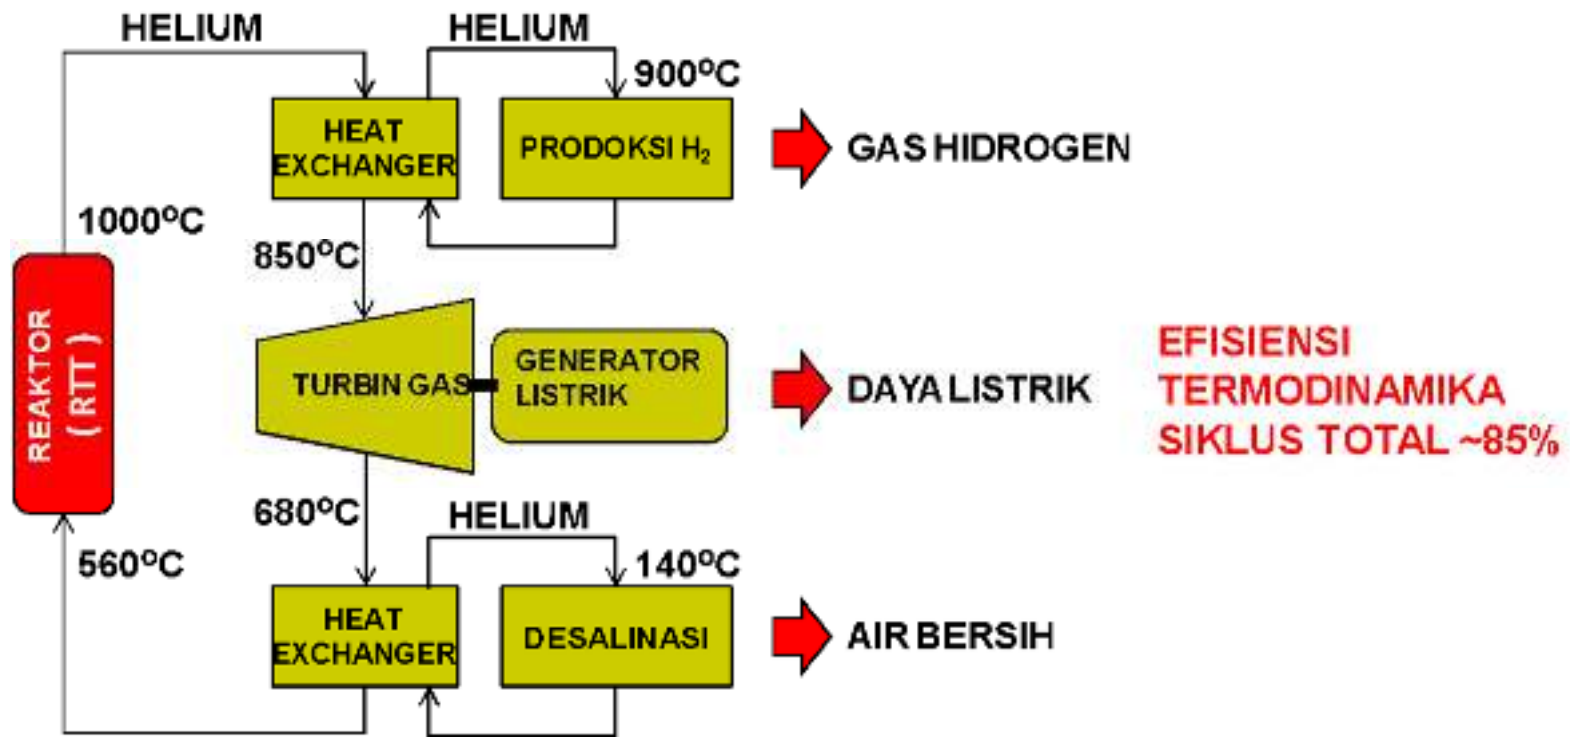 HELIUM
HELIUM
900°C
HEAT
EXCHANGER
PRODOKSI H₂
GAS HIDROGEN
1000°C
850°C
REAKTOR
( RTT )
TURBIN GAS
GENERATOR
LISTRIK
DAYA LISTRIK
EFISIENSI
TERMODINAMIKA
SIKLUS TOTAL ~85%
680°C
HELIUM
560°C
140°C
HEAT
EXCHANGER
DESALINASI
AIR BERSIH